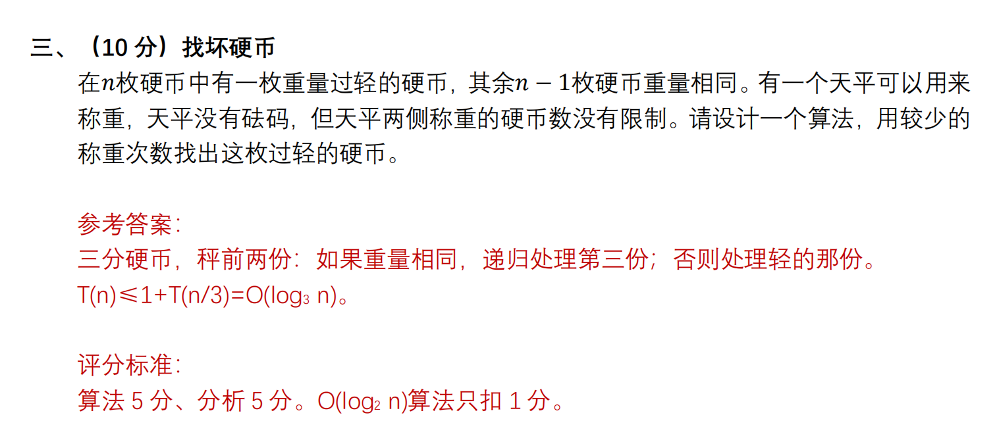 三、（10 分）找坏硬币
在n枚硬币中有一枚重量过轻的硬币，其余n − 1枚硬币重量相同。有一个天平可以用来
称重，天平没有砝码，但天平两侧称重的硬币数没有限制。请设计一个算法，用较少的
称重次数找出这枚过轻的硬币。
参考答案：
三分硬币，秤前两份：如果重量相同，递归处理第三份；否则处理轻的那份。
T(n)≤1+T(n/3)=O(log₃ n)。
评分标准：
算法 5 分、分析 5 分。O(log₂ n)算法只扣 1 分。